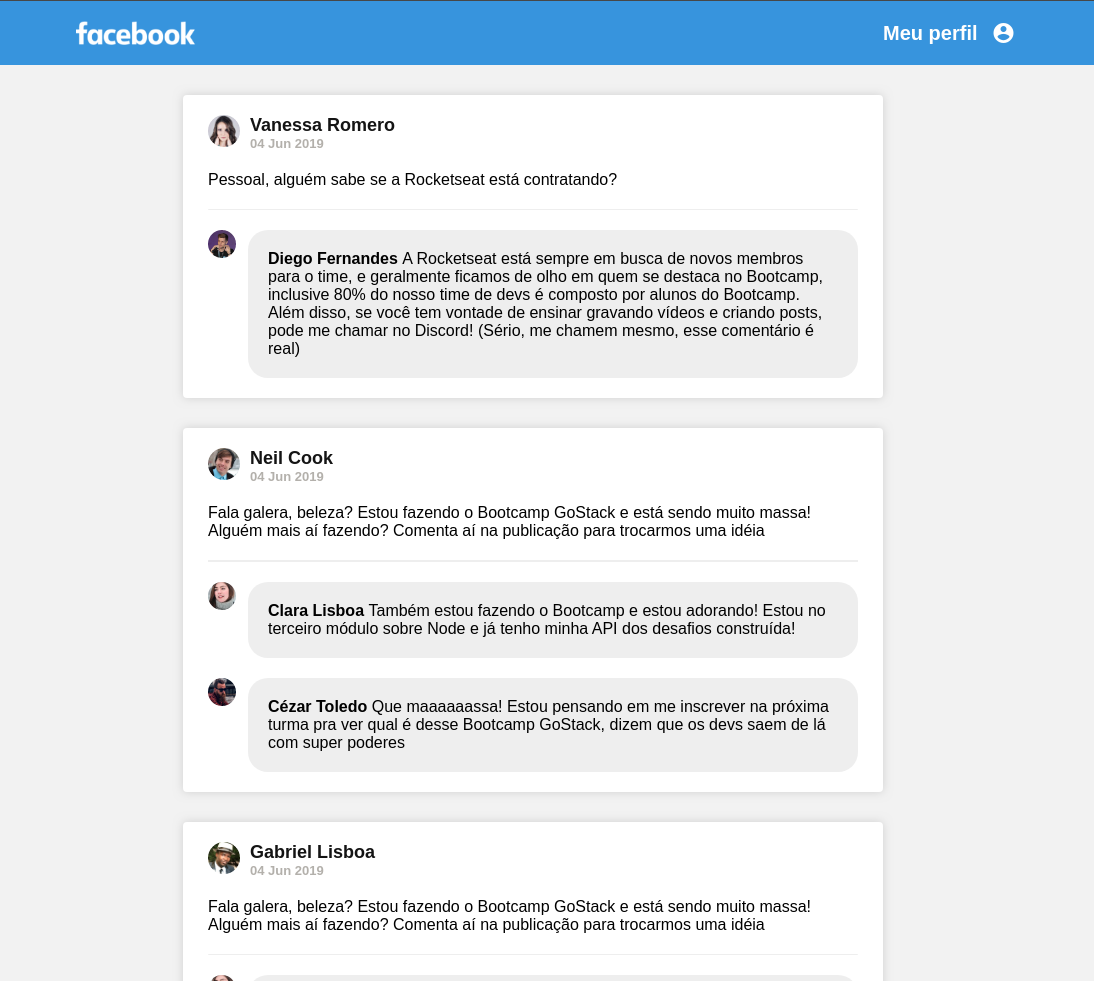 facebook
Meu perfil
Vanessa Romero
04 Jun 2019
Pessoal, alguém sabe se a Rocketseat está contratando?
Diego Fernandes A Rocketseat está sempre em busca de novos membros
para o time, e geralmente ficamos de olho em quem se destaca no Bootcamp,
inclusive 80% do nosso time de devs é composto por alunos do Bootcamp.
Além disso, se você tem vontade de ensinar gravando vídeos e criando posts,
pode me chamar no Discord! (Sério, me chamem mesmo, esse comentário é
real)
Neil Cook
04 Jun 2019
Fala galera, beleza? Estou fazendo o Bootcamp GoStack e está sendo muito massa!
Alguém mais aí fazendo? Comenta aí na publicação para trocarmos uma idéia
Clara Lisboa Também estou fazendo o Bootcamp e estou adorando! Estou no
terceiro módulo sobre Node e já tenho minha API dos desafios construída!
Cézar Toledo Que maaaaaassa! Estou pensando em me inscrever na próxima
turma pra ver qual é desse Bootcamp GoStack, dizem que os devs saem de lá
com super poderes
Gabriel Lisboa
04 Jun 2019
Fala galera, beleza? Estou fazendo o Bootcamp GoStack e está sendo muito massa!
Alguém mais aí fazendo? Comenta aí na publicação para trocarmos uma idéia